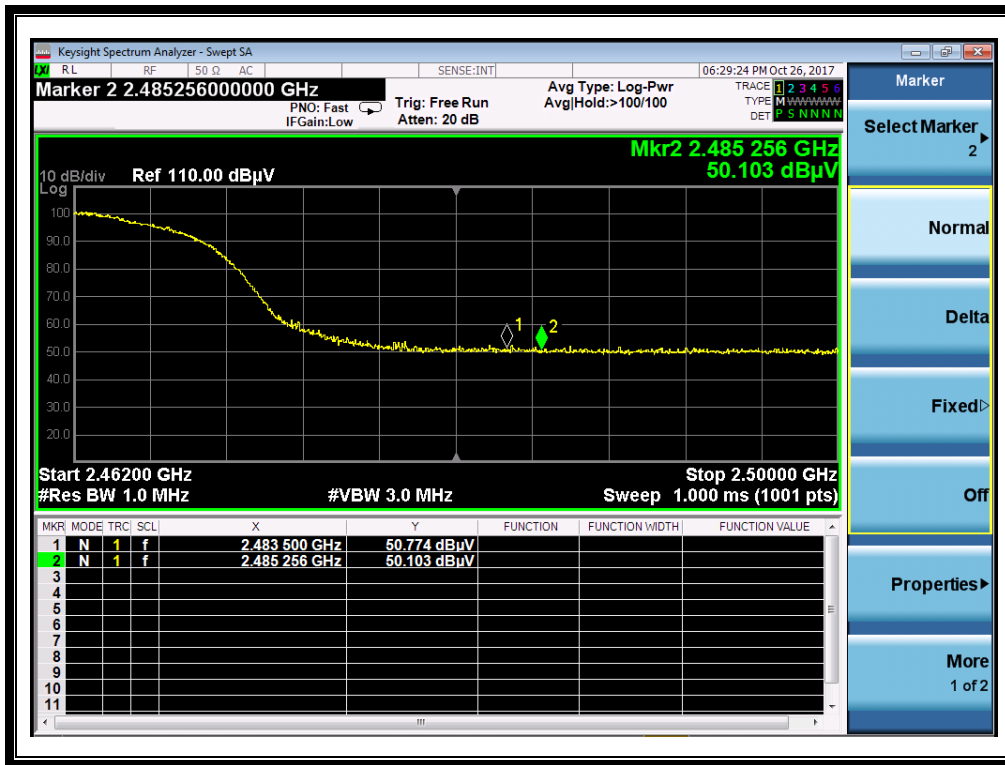 Keysight Spectrum Analyzer - Swept SA
LXI RL RF 50 Ω AC SENSE:INT 06:29:24 PM Oct 26, 2017
Marker 2 2.485256000000 GHz
PNO: Fast
IFGain:Low
Trig: Free Run
Atten: 20 dB
Avg Type: Log-Pwr
Avg|Hold:>100/100
TRACE 1 2 3 4 5 6
TYPE M W W W W W
DET P S N N N N
Mkr2 2.485 256 GHz
50.103 dBµV
10 dB/div Ref 110.00 dBµV
Log
100
90.0
80.0
70.0
60.0
50.0
40.0
30.0
20.0
1
2
Start 2.46200 GHz Stop 2.50000 GHz
#Res BW 1.0 MHz #VBW 3.0 MHz Sweep 1.000 ms (1001 pts)
MKR MODE TRC SCL X Y FUNCTION FUNCTION WIDTH FUNCTION VALUE
1 N 1 f 2.483 500 GHz 50.774 dBµV
2 N 1 f 2.485 256 GHz 50.103 dBµV
3
4
5
6
7
8
9
10
11
Marker
Select Marker
2
Normal
Delta
Fixed
Off
Properties
More
1 of 2